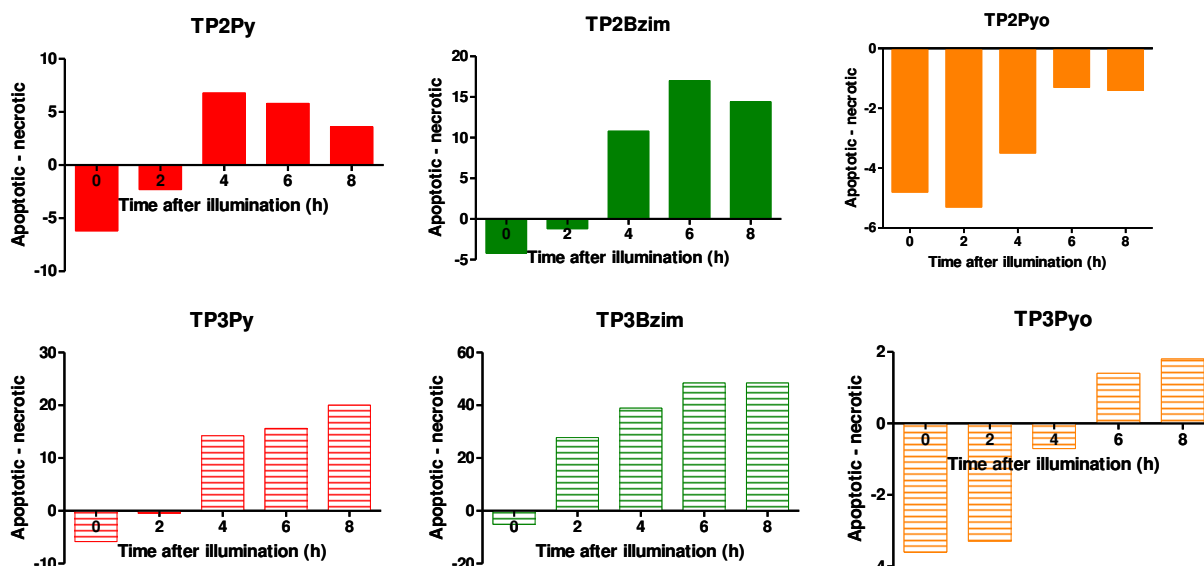 TP2Py
10
5
0
-5
-10
Apoptotic - necrotic
0 2 4 6 8
Time after illumination (h)
TP2Bzim
20
15
10
5
0
-5
Apoptotic - necrotic
0 2 4 6 8
Time after illumination (h)
TP2Pyo
0
-2
-4
-6
Apoptotic - necrotic
0 2 4 6 8
Time after illumination (h)
TP3Py
30
20
10
0
-10
Apoptotic - necrotic
0 2 4 6 8
Time after illumination (h)
TP3Bzim
60
40
20
0
-20
Apoptotic - necrotic
0 2 4 6 8
Time after illumination (h)
TP3Pyo
2
0
-2
-4
Apoptotic - necrotic
0 2 4 6 8
Time after illumination (h)